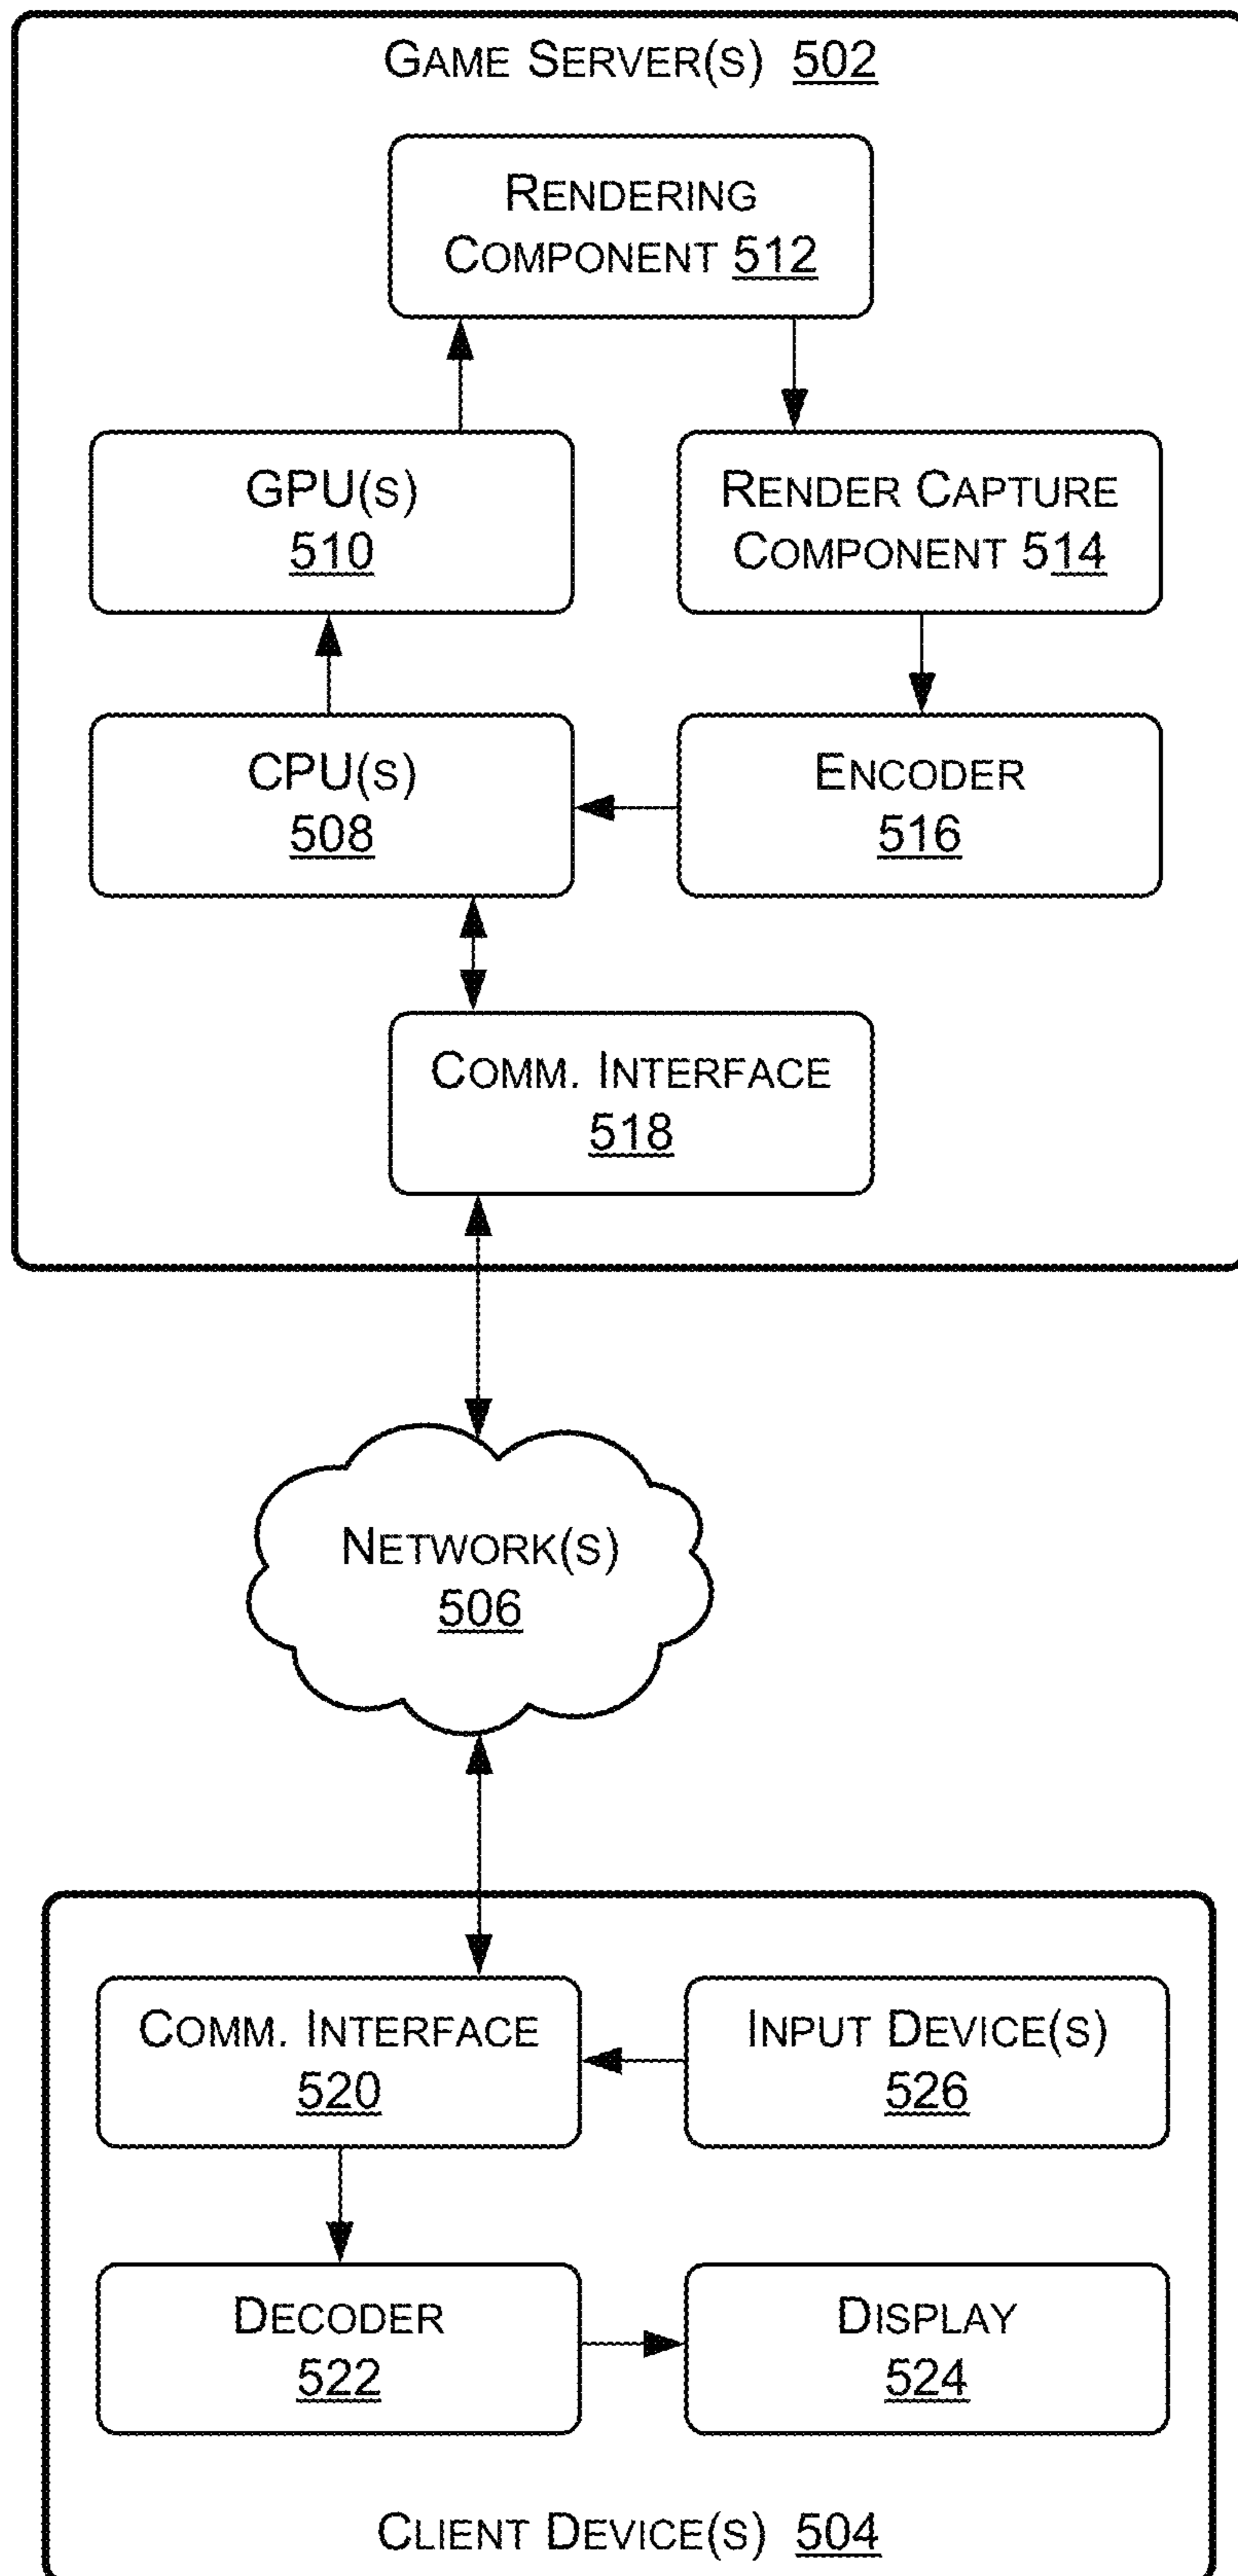 GAME SERVER(S) 502
RENDERING
COMPONENT 512
GPU(S)
510
RENDER CAPTURE
COMPONENT 514
CPU(S)
508
ENCODER
516
COMM. INTERFACE
518
NETWORK(S)
506
COMM. INTERFACE
520
INPUT DEVICE(S)
526
DECODER
522
DISPLAY
524
CLIENT DEVICE(S) 504